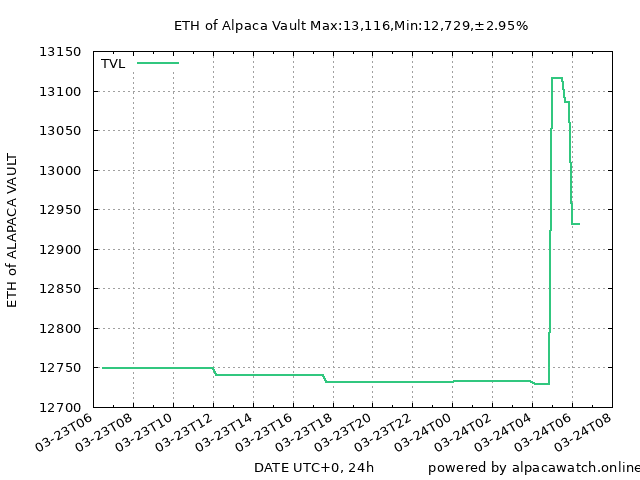 ETH of Alpaca Vault Max:13,116,Min:12,729,±2.95%
TVL
13150
13100
13050
13000
12950
12900
12850
12800
12750
12700
ETH of ALAPACA VAULT
03-23T06
03-23T08
03-23T10
03-23T12
03-23T14
03-23T16
03-23T18
03-23T20
03-23T22
03-24T00
03-24T02
03-24T04
03-24T06
03-24T08
DATE UTC+0, 24h
powered by alpacawatch.online